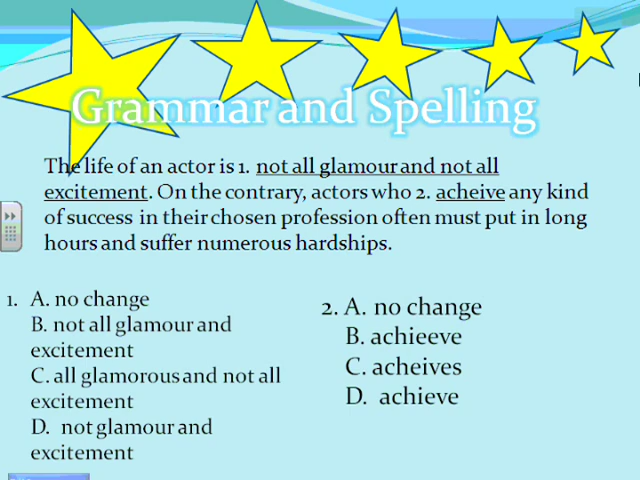 Grammar and Spelling
The life of an actor is 1. not all glamour and not all
excitement. On the contrary, actors who 2. acheive any kind
of success in their chosen profession often must put in long
hours and suffer numerous hardships.
1. A. no change
B. not all glamour and
excitement
C. all glamorous and not all
excitement
D. not glamour and
excitement
2. A. no change
B. achieeve
C. acheives
D. achieve